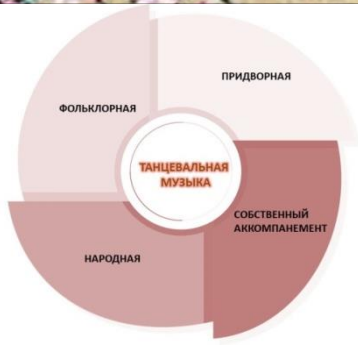 ПРИДВОРНАЯ
ФОЛЬКЛОРНАЯ
ТАНЦЕВАЛЬНАЯ
МУЗЫКА
СОБСТВЕННЫЙ
АККОМПАНЕМЕНТ
НАРОДНАЯ